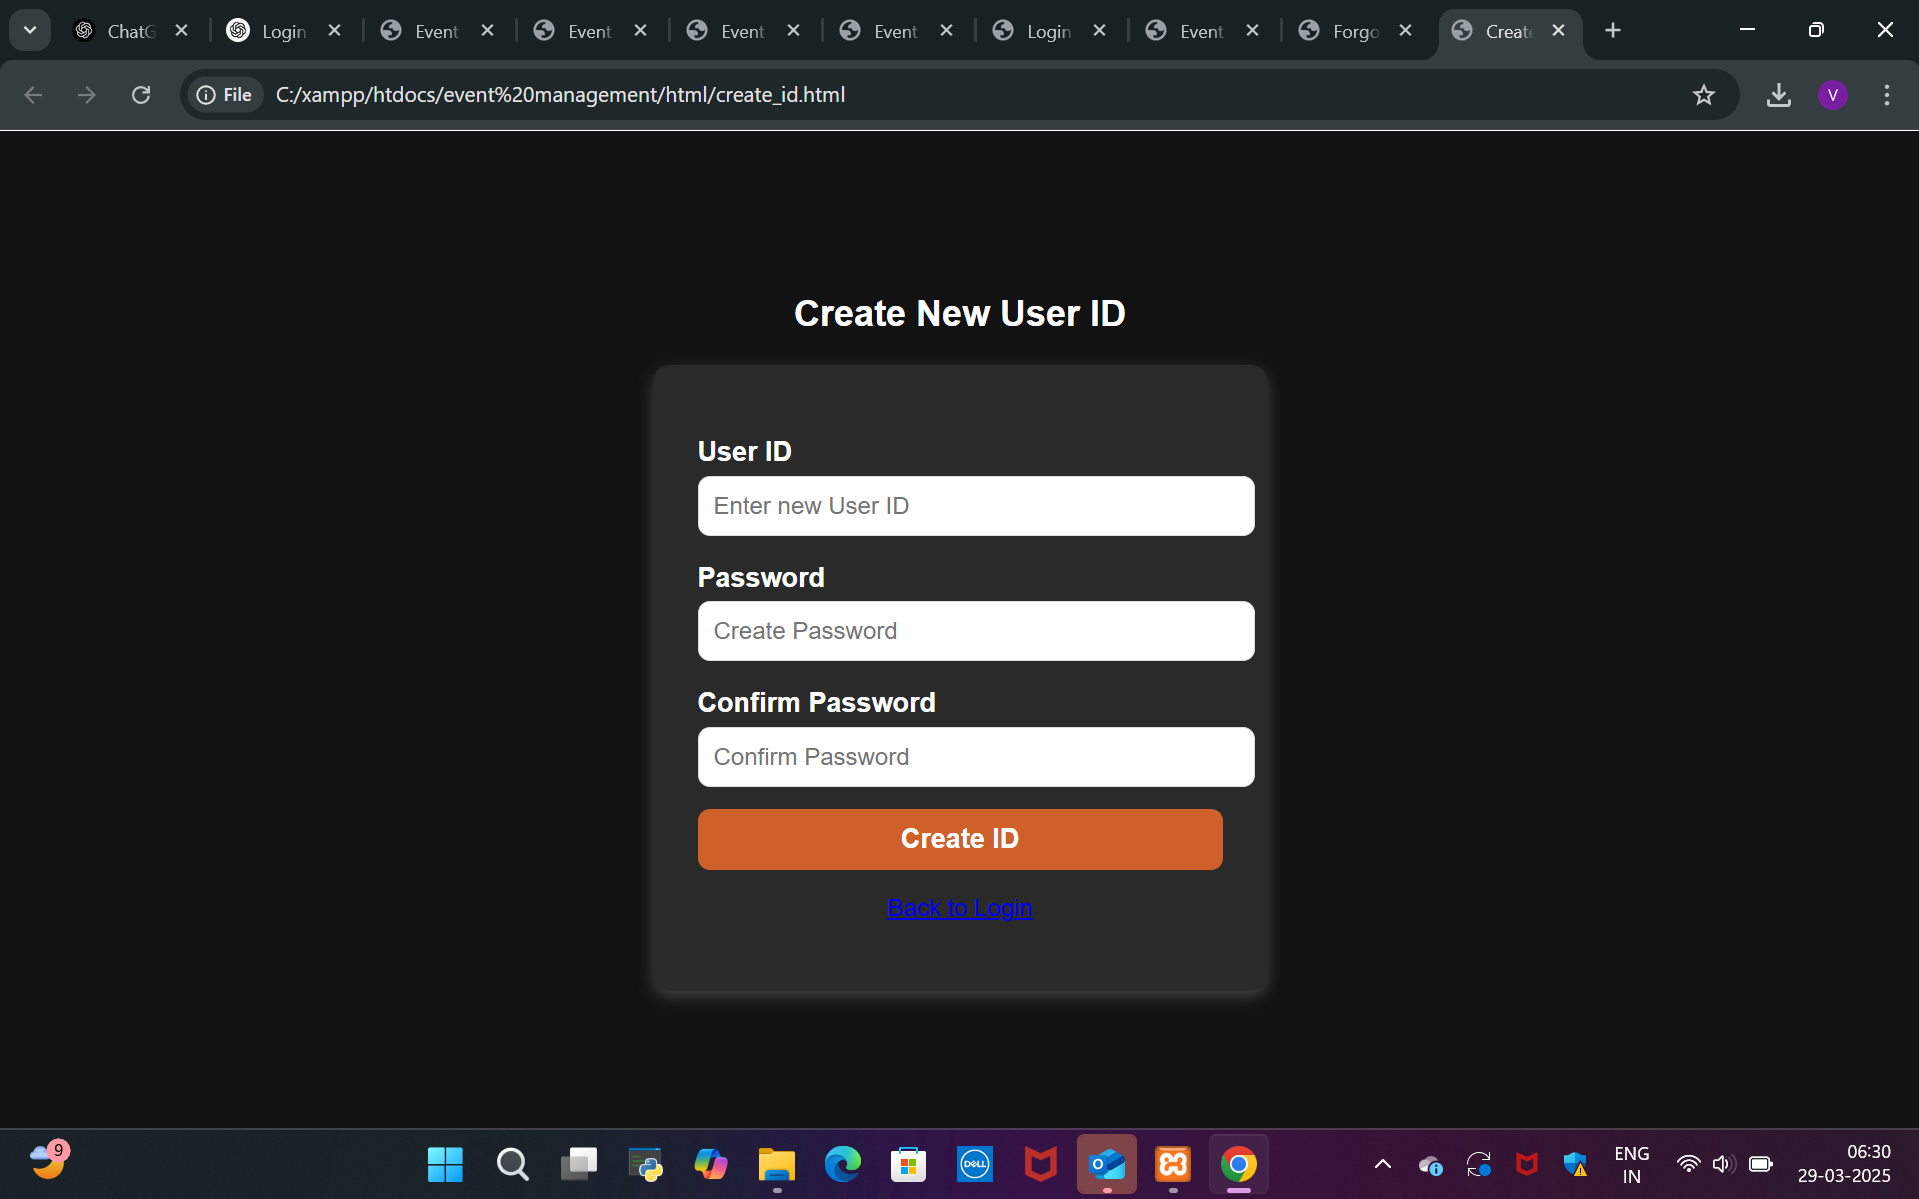 ChatG
Login
Event
Event
Event
Event
Login
Event
Forgo
Create
File
C:/xampp/htdocs/event%20management/html/create_id.html
V
Create New User ID
User ID
Enter new User ID
Password
Create Password
Confirm Password
Confirm Password
Create ID
Back to Login
9
DELL
ENG
IN
06:30
29-03-2025